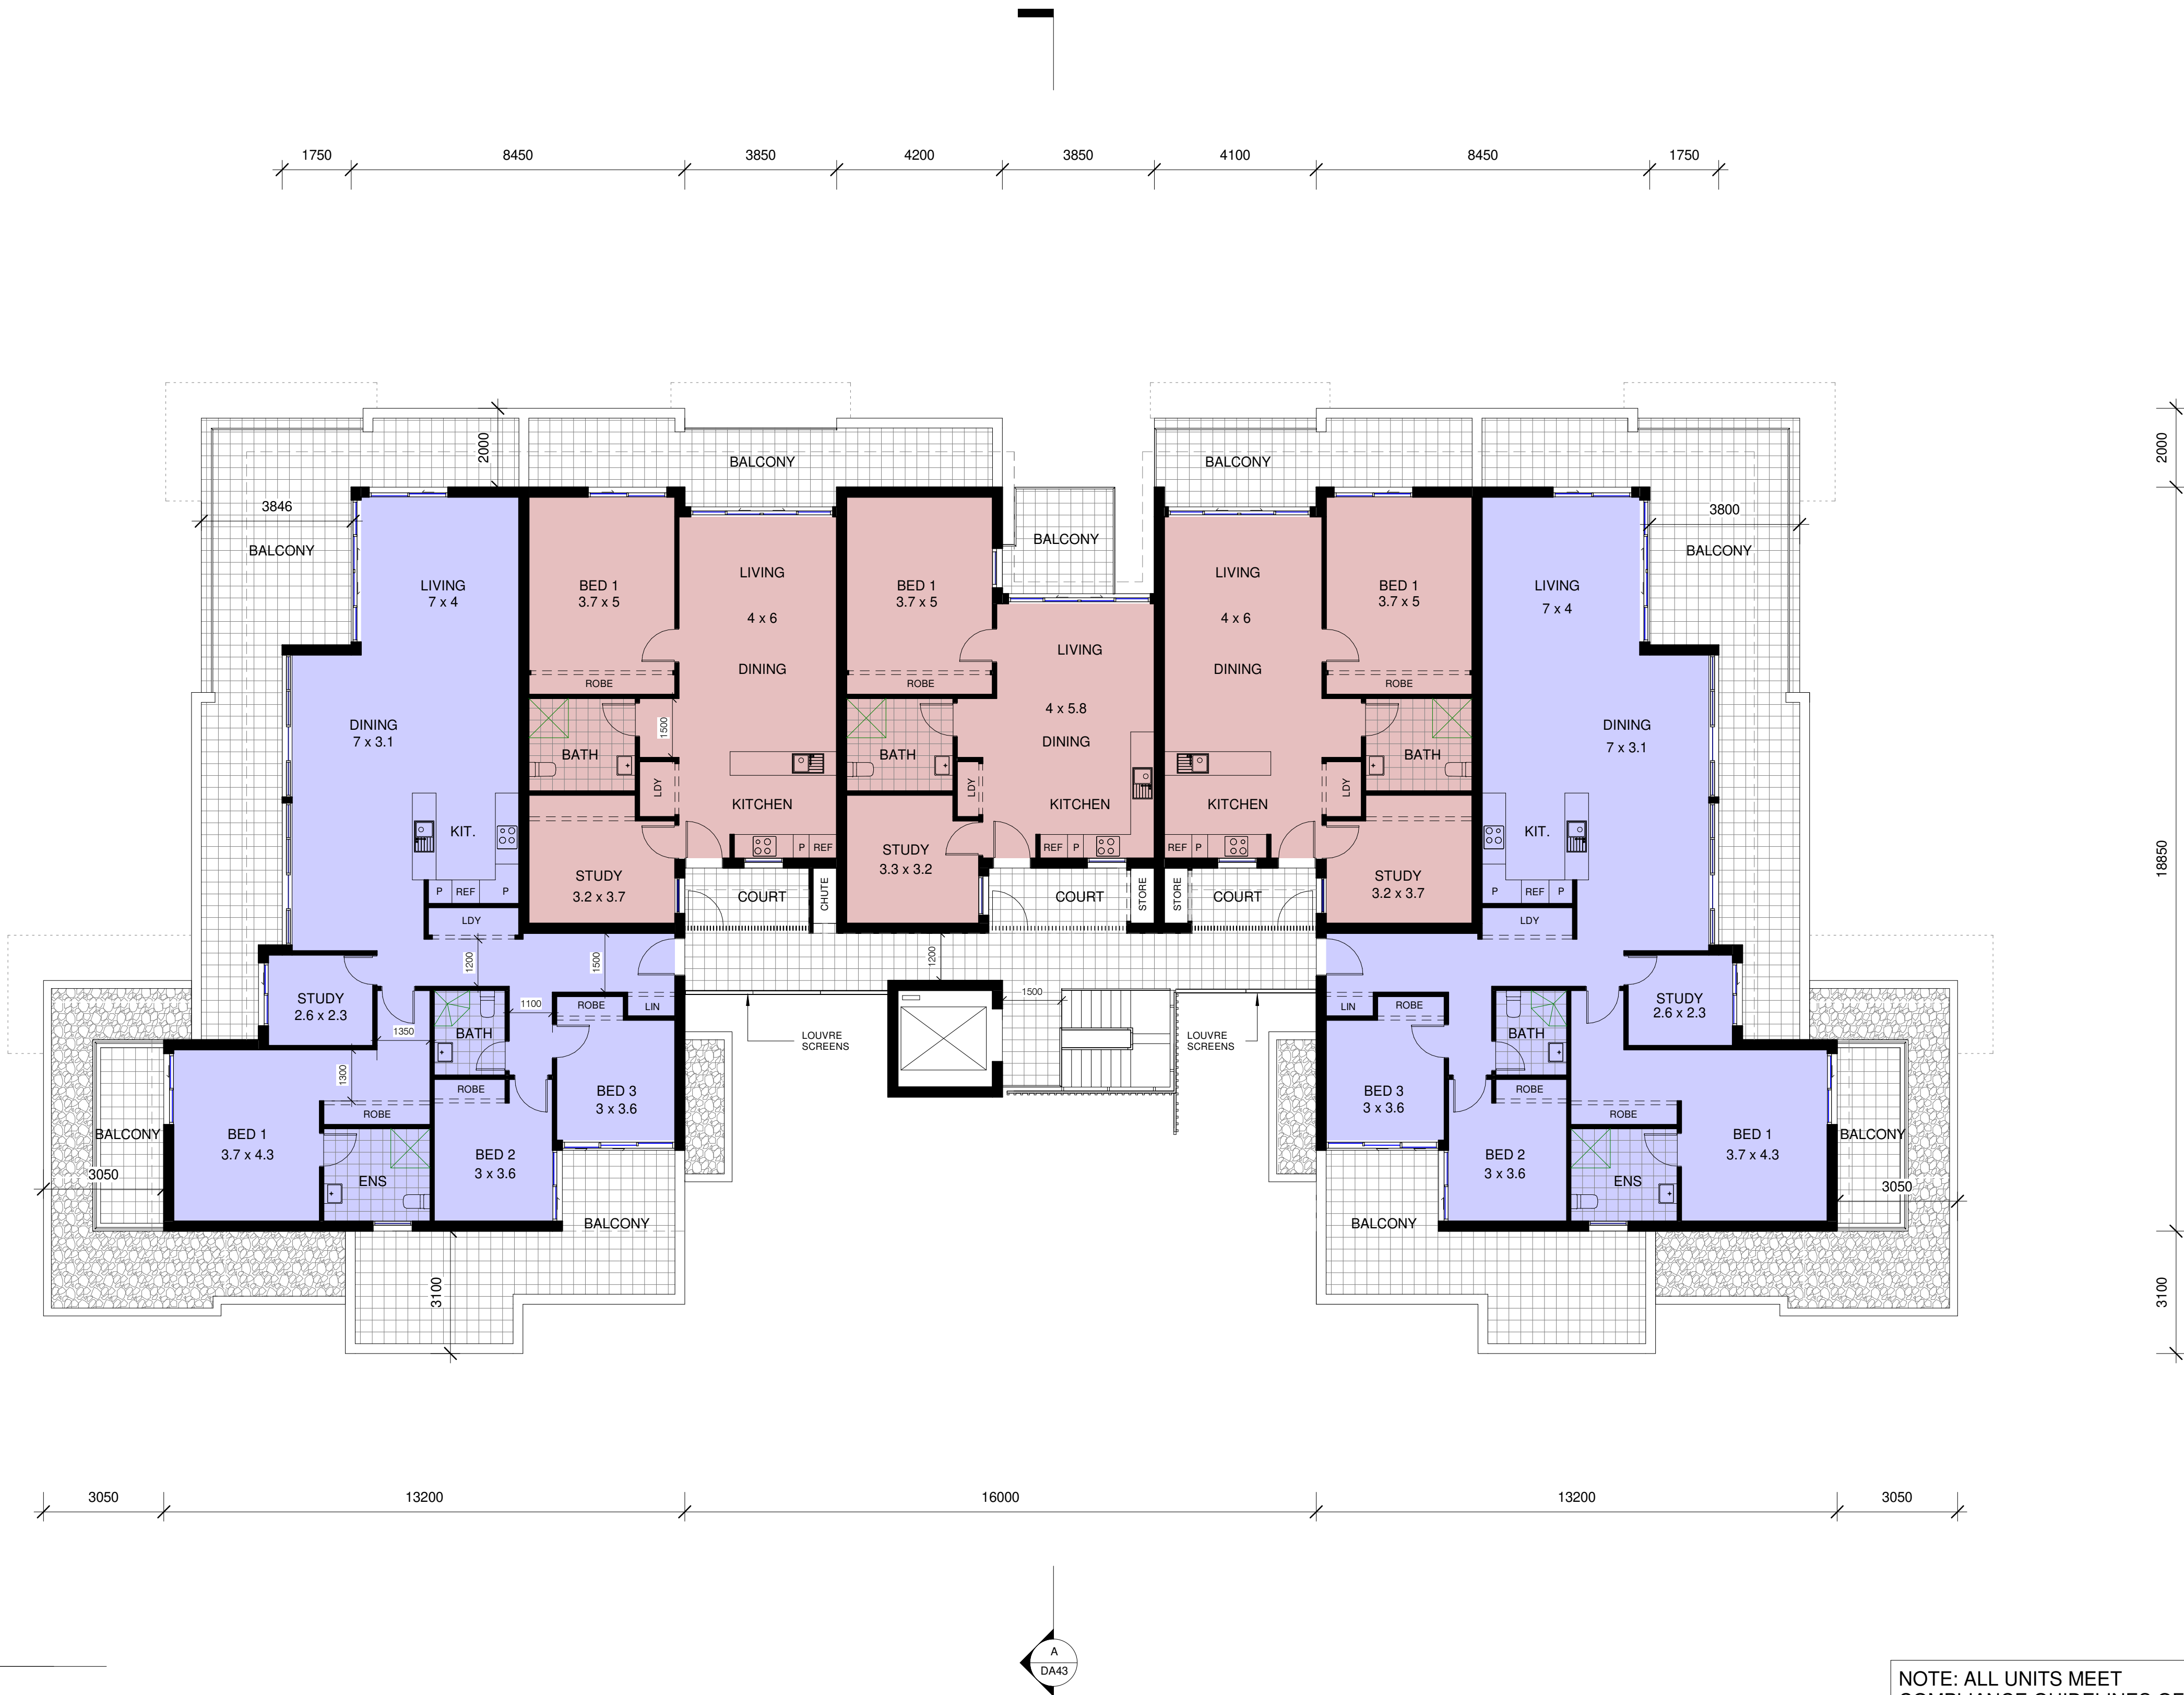 1750
8450
3850
4200
3850
4100
8450
1750
2000
BALCONY
BALCONY
2000
3846
BALCONY
BALCONY
3800
BALCONY
LIVING
7 x 4
BED 1
3.7 x 5
LIVING
4 x 6
DINING
BED 1
3.7 x 5
LIVING
4 x 5.8
DINING
LIVING
4 x 6
DINING
BED 1
3.7 x 5
LIVING
7 x 4
ROBE
ROBE
ROBE
DINING
7 x 3.1
1500
BATH
BATH
BATH
DINING
7 x 3.1
LDY
LDY
LDY
KIT.
KITCHEN
KITCHEN
KITCHEN
KIT.
P REF P
P REF
REF P
REF P
P REF P
STUDY
3.2 x 3.7
STUDY
3.3 x 3.2
STUDY
3.2 x 3.7
18850
COURT
CHUTE
COURT
STORE
STORE
COURT
LDY
LDY
1200
1500
1200
STUDY
2.6 x 2.3
1100
ROBE
LIN
1500
LIN
ROBE
STUDY
2.6 x 2.3
1350
BATH
LOUVRE
SCREENS
LOUVRE
SCREENS
BATH
1300
ROBE
ROBE
BED 3
3 x 3.6
BED 3
3 x 3.6
ROBE
ROBE
BALCONY
BED 1
3.7 x 4.3
BED 2
3 x 3.6
BED 2
3 x 3.6
BED 1
3.7 x 4.3
BALCONY
3050
ENS
ENS
3050
BALCONY
BALCONY
3100
3100
3050
13200
16000
13200
3050
A
DA43
NOTE: ALL UNITS MEET